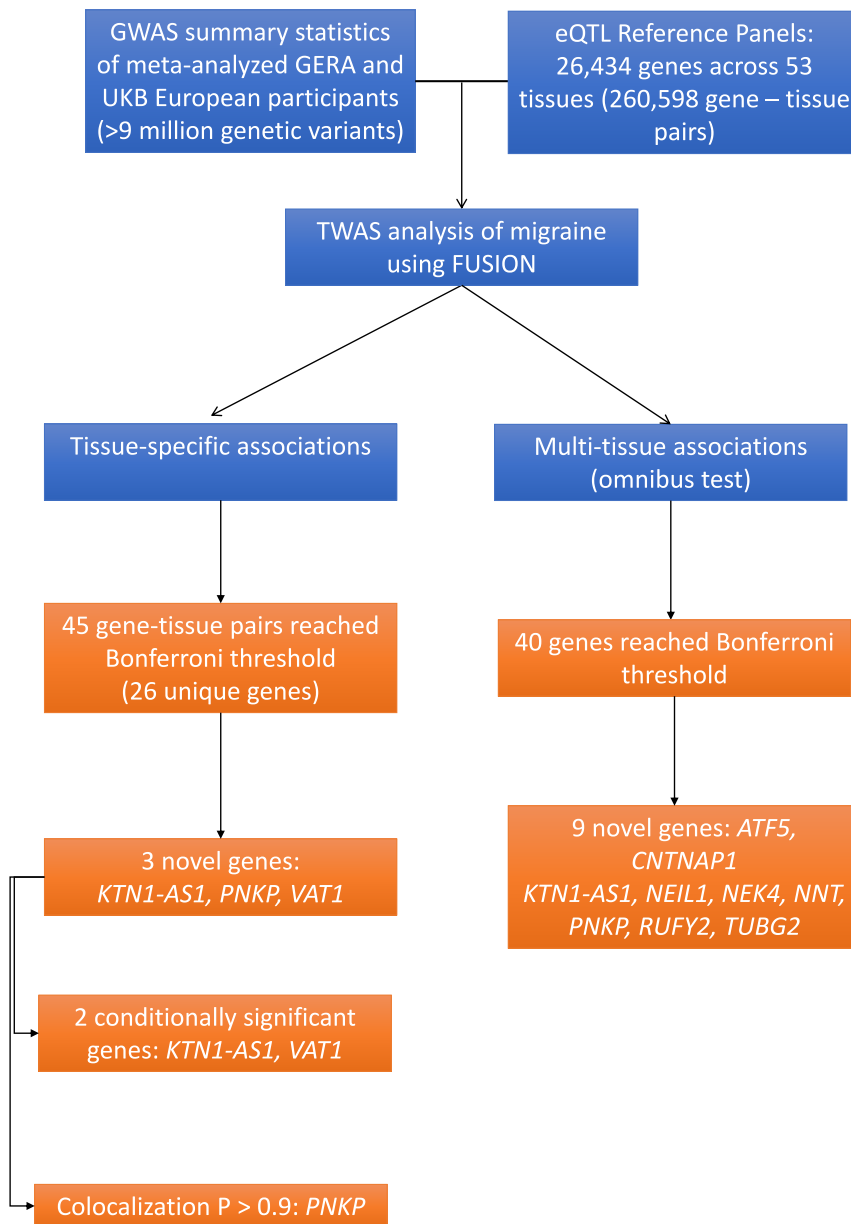 GWAS summary statistics
of meta-analyzed GERA and
UKB European participants
(>9 million genetic variants)
eQTL Reference Panels:
26,434 genes across 53
tissues (260,598 gene – tissue
pairs)
TWAS analysis of migraine
using FUSION
Tissue-specific associations
Multi-tissue associations
(omnibus test)
45 gene-tissue pairs reached
Bonferroni threshold
(26 unique genes)
40 genes reached Bonferroni
threshold
3 novel genes:
KTN1-AS1, PNKP, VAT1
9 novel genes: ATF5,
CNTNAP1
KTN1-AS1, NEIL1, NEK4, NNT,
PNKP, RUFY2, TUBG2
2 conditionally significant
genes: KTN1-AS1, VAT1
Colocalization P > 0.9: PNKP